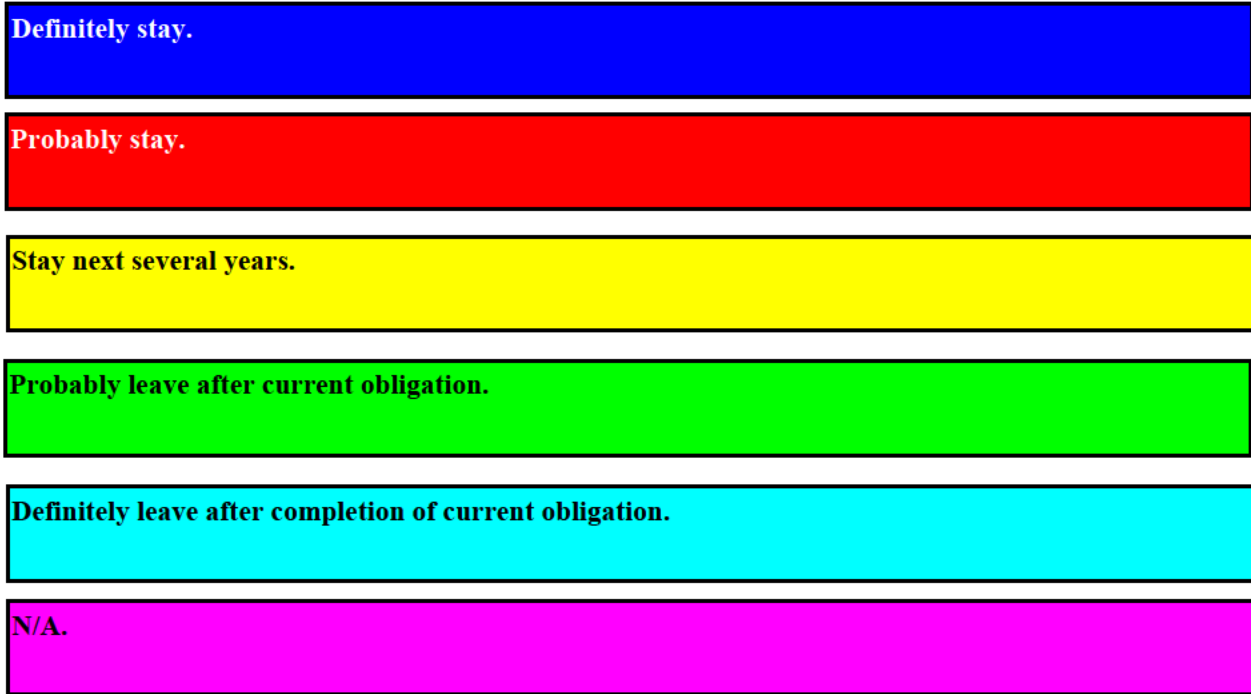 Definitely stay.
Probably stay.
Stay next several years.
Probably leave after current obligation.
Definitely leave after completion of current obligation.
N/A.